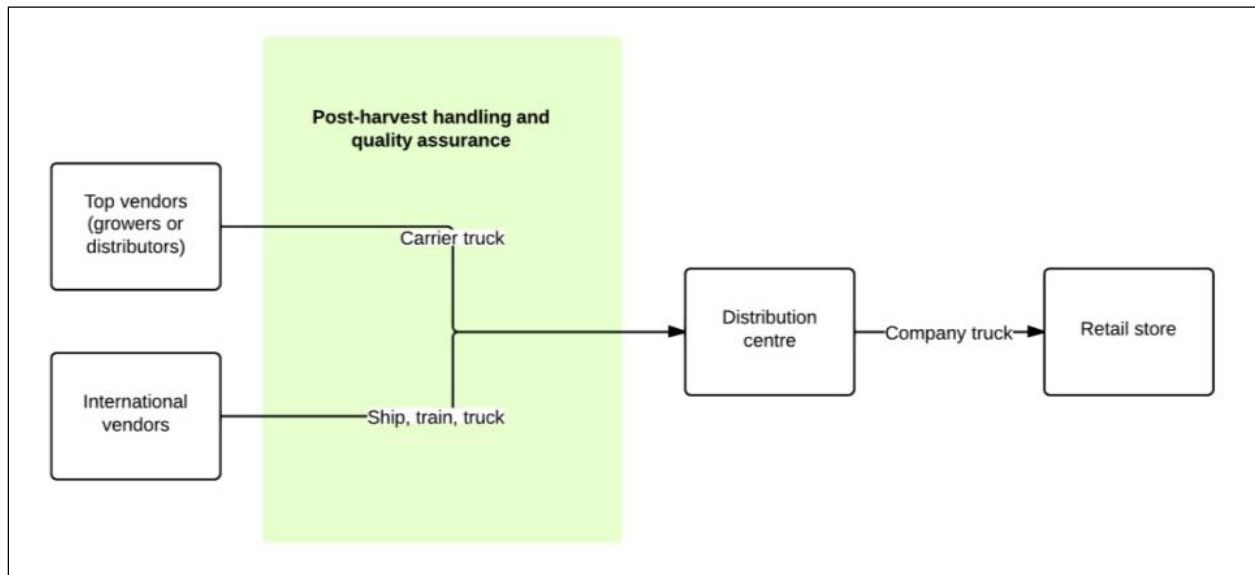 Post-harvest handling and
quality assurance
Top vendors
(growers or
distributors)
Carrier truck
International
vendors
Ship, train, truck
Distribution
centre
Company truck
Retail store